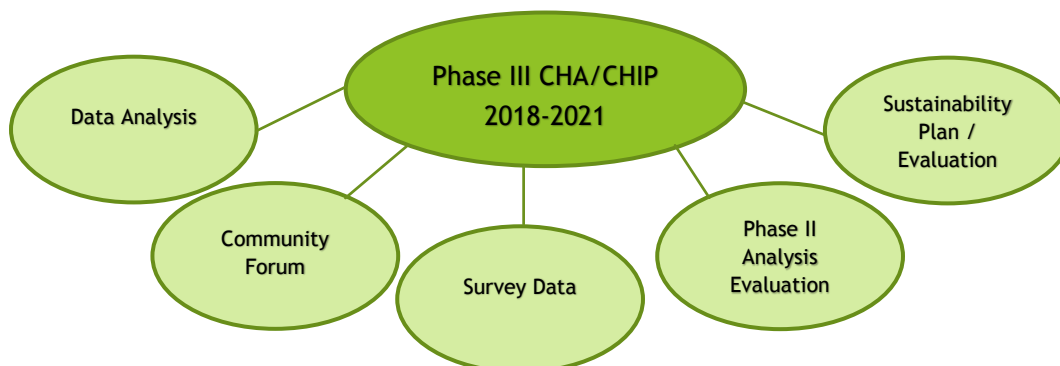 Phase III CHA/CHIP
2018-2021
Data Analysis
Community
Forum
Survey Data
Phase II
Analysis
Evaluation
Sustainability
Plan /
Evaluation